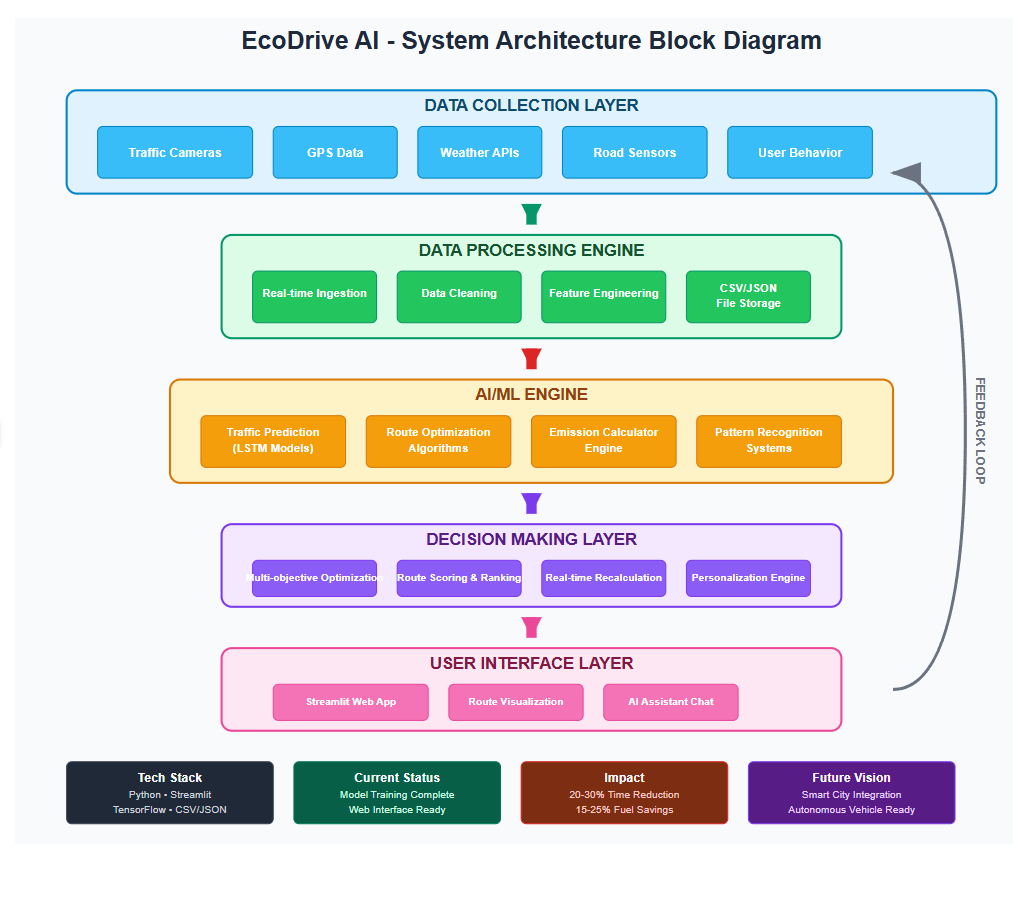 EcoDrive AI - System Architecture Block Diagram
DATA COLLECTION LAYER
Traffic Cameras
GPS Data
Weather APIs
Road Sensors
User Behavior
DATA PROCESSING ENGINE
Real-time Ingestion
Data Cleaning
Feature Engineering
CSV/JSON
File Storage
AI/ML ENGINE
Traffic Prediction
(LSTM Models)
Route Optimization
Algorithms
Emission Calculator
Engine
Pattern Recognition
Systems
DECISION MAKING LAYER
Multi-objective Optimization
Route Scoring & Ranking
Real-time Recalculation
Personalization Engine
USER INTERFACE LAYER
Streamlit Web App
Route Visualization
AI Assistant Chat
FEEDBACK LOOP
Tech Stack
Python • Streamlit
TensorFlow • CSV/JSON
Current Status
Model Training Complete
Web Interface Ready
Impact
20-30% Time Reduction
15-25% Fuel Savings
Future Vision
Smart City Integration
Autonomous Vehicle Ready